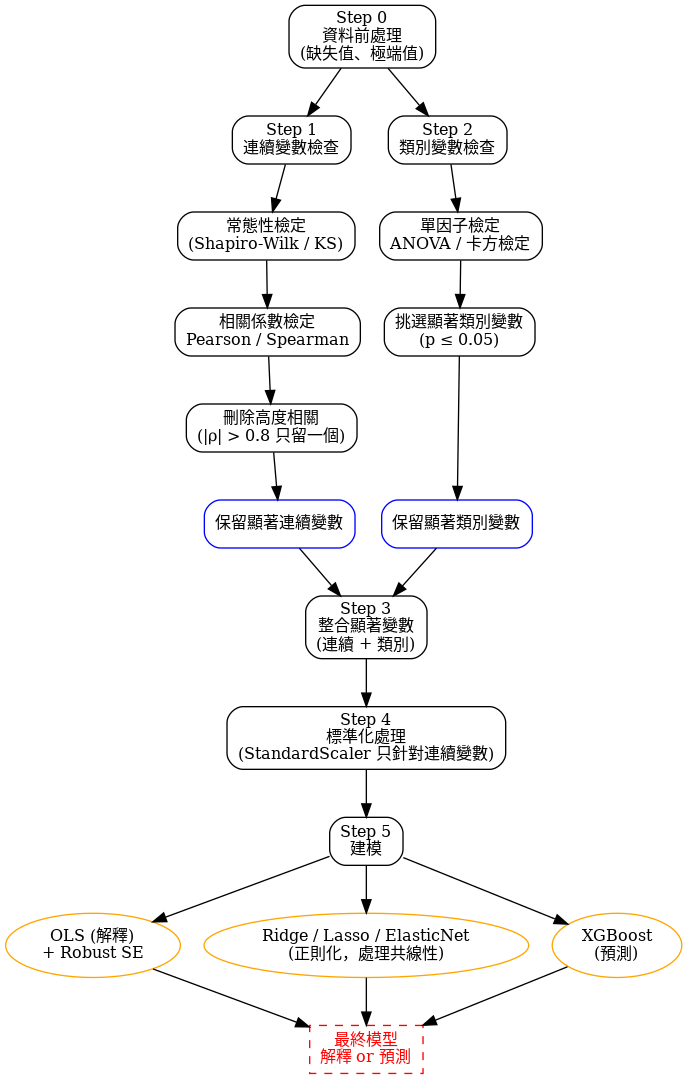 Step 0
資料前處理
(缺失值、極端值)
Step 1
連續變數檢查
Step 2
類別變數檢查
常態性檢定
(Shapiro-Wilk / KS)
單因子檢定
ANOVA / 卡方檢定
相關係數檢定
Pearson / Spearman
挑選顯著類別變數
(p ≤ 0.05)
刪除高度相關
(|ρ| > 0.8 只留一個)
保留顯著連續變數
保留顯著類別變數
Step 3
整合顯著變數
(連續 + 類別)
Step 4
標準化處理
(StandardScaler 只針對連續變數)
Step 5
建模
OLS (解釋)
+ Robust SE
Ridge / Lasso / ElasticNet
(正則化，處理共線性)
XGBoost
(預測)
最終模型
解釋 or 預測